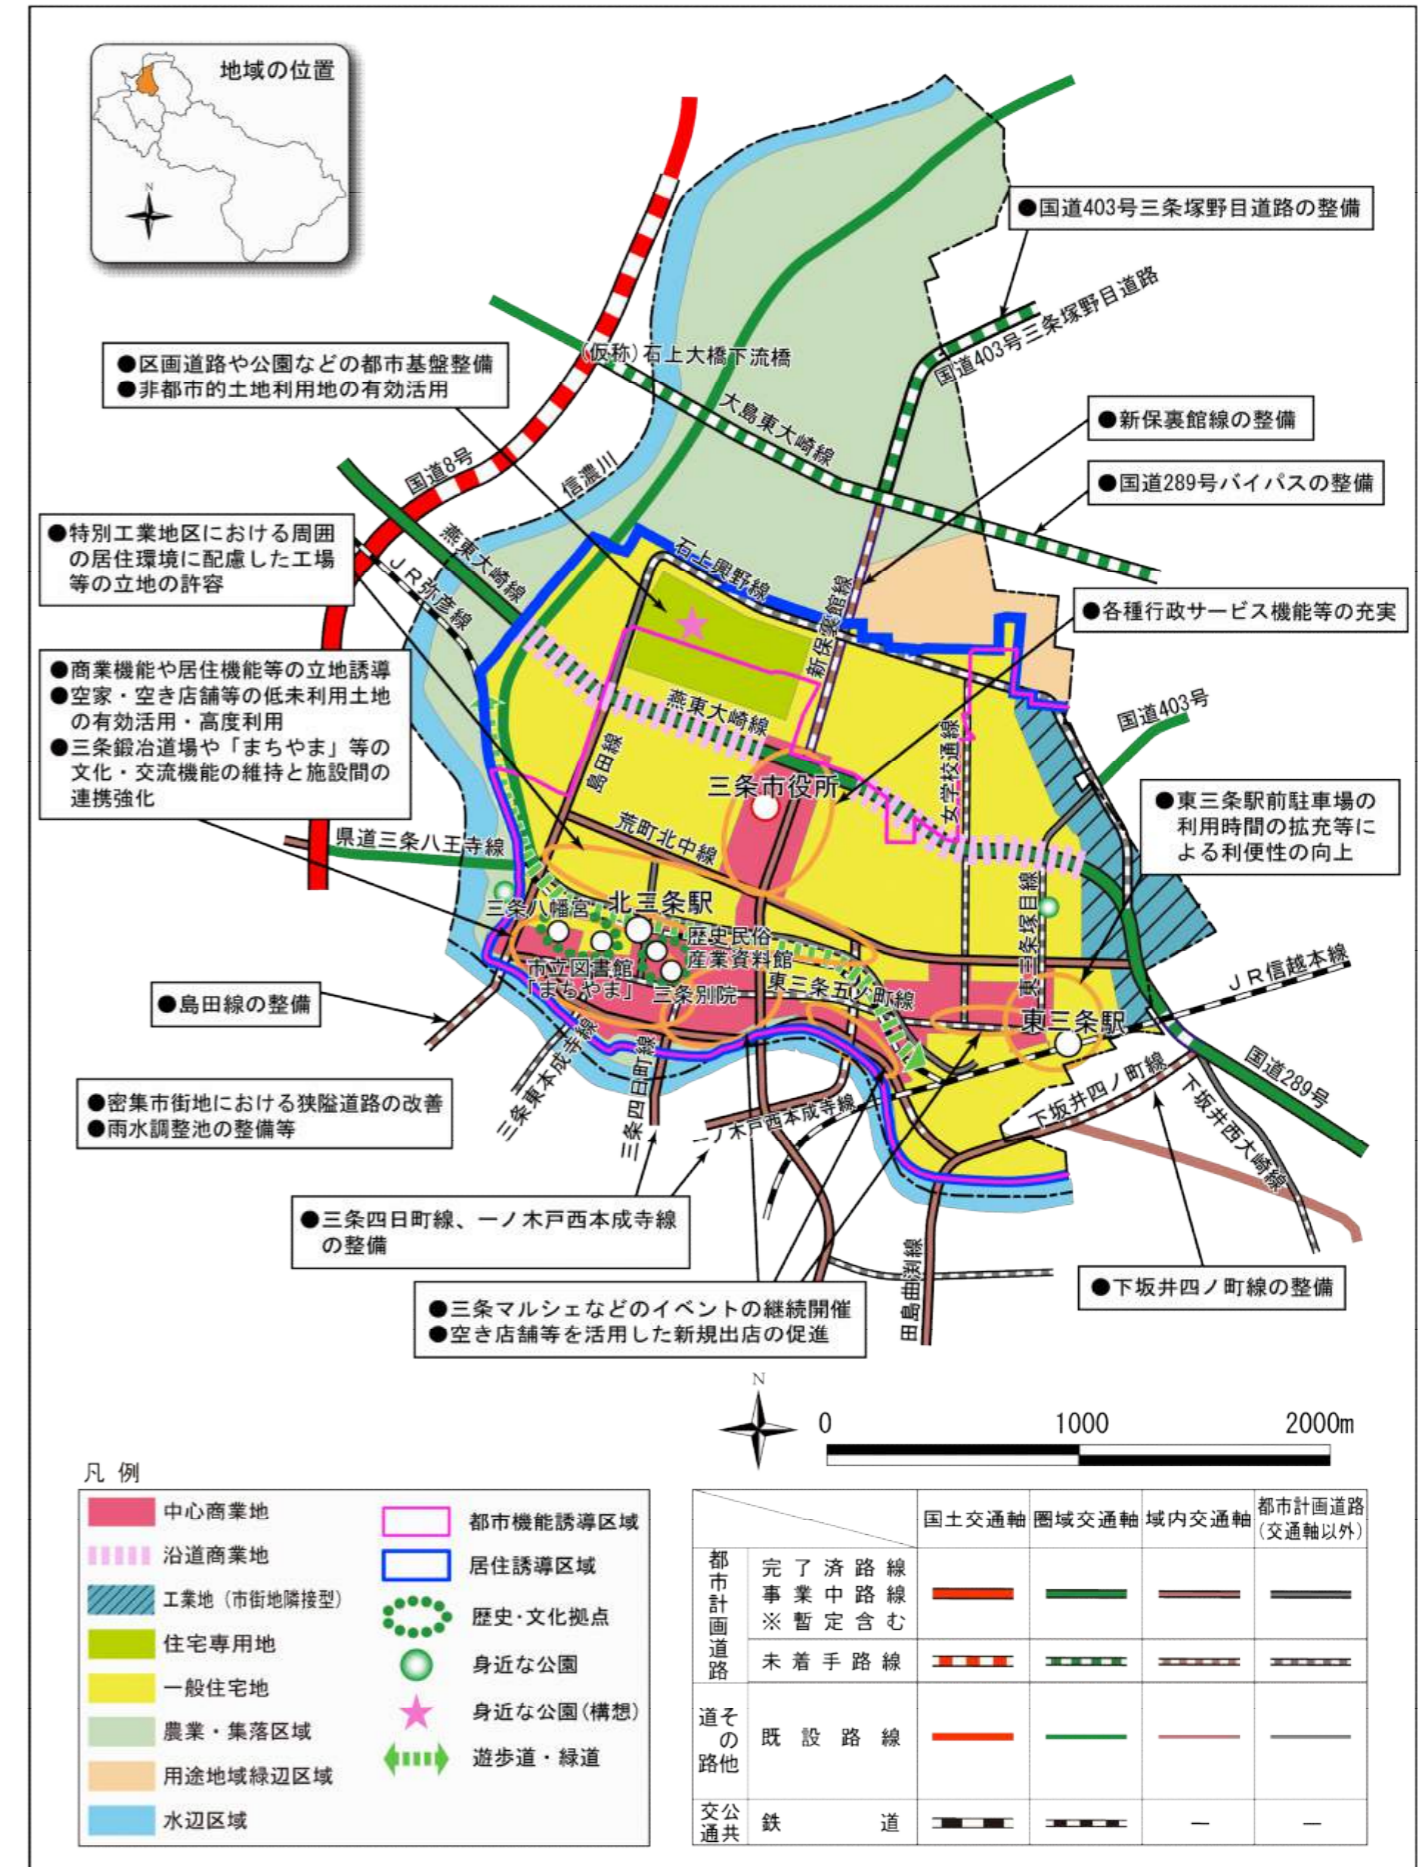 地域の位置
N
●国道403号三条塚野目道路の整備
国道403号三条塚野目道路
(仮称)石上大橋下流橋
●区画道路や公園などの都市基盤整備
●非都市的土地利用地の有効活用
大島東大崎線
●新保裏館線の整備
国道8号
信濃川
●国道289号バイパスの整備
●特別工業地区における周囲
の居住環境に配慮した工場
等の立地の許容
燕東大崎線
JR弥彦線
石上興野線
新保裏館線
●各種行政サービス機能等の充実
●商業機能や居住機能等の立地誘導
●空家・空き店舗等の低未利用土地
の有効活用・高度利用
●三条鍛冶道場や「まちやま」等の
文化・交流機能の維持と施設間の
連携強化
燕東大崎線
国道403号
島田線
女学校通線
三条市役所
●東三条駅前駐車場の
利用時間の拡充等に
よる利便性の向上
荒町北中線
県道三条八王寺線
東三条塚目線
三条八幡宮
北三条駅
歴史民俗
産業資料館
市立図書館
「まちやま」
三条別院
東三条五ノ町線
JR信越本線
●島田線の整備
東三条駅
三条東本成寺線
三条四日町線
国道289号
下坂井四ノ町線
下坂井西大崎線
一ノ木戸西本成寺線
●密集市街地における狭隘道路の改善
●雨水調整池の整備等
●三条四日町線、一ノ木戸西本成寺線
の整備
田島曲渕線
●下坂井四ノ町線の整備
●三条マルシェなどのイベントの継続開催
●空き店舗等を活用した新規出店の促進
N
0 1000 2000m
凡例
中心商業地
沿道商業地
工業地（市街地隣接型）
住宅専用地
一般住宅地
農業・集落区域
用途地域縁辺区域
水辺区域
都市機能誘導区域
居住誘導区域
歴史・文化拠点
身近な公園
身近な公園(構想)
遊歩道・緑道
国土交通軸 圏域交通軸 域内交通軸 都市計画道路
(交通軸以外)
都市計画道路
完了済路線
事業中路線
※暫定含む
未着手路線
その他道路
既設路線
公共交通
鉄道 — —